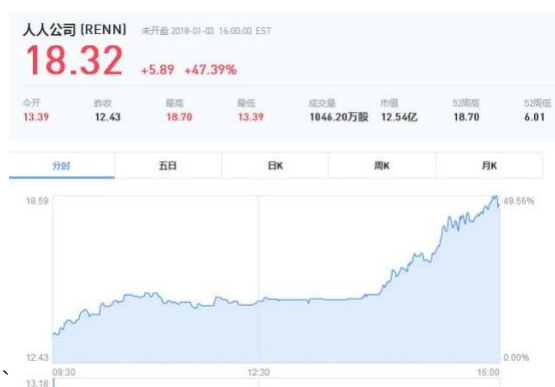 人人公司 (RENN) 未开盘 2018-01-03 16:00:00 EST
18.32 +5.89 +47.39%
今开 昨收 最高 最低 成交量 市值 52周高 52周低
13.39 12.43 18.70 13.39 1046.20万股 12.54亿 18.70 6.01
分时 五日 日K 周K 月K
18.59 49.56%
12.43 0.00%
、 09:30 12:30 16:00
13.18